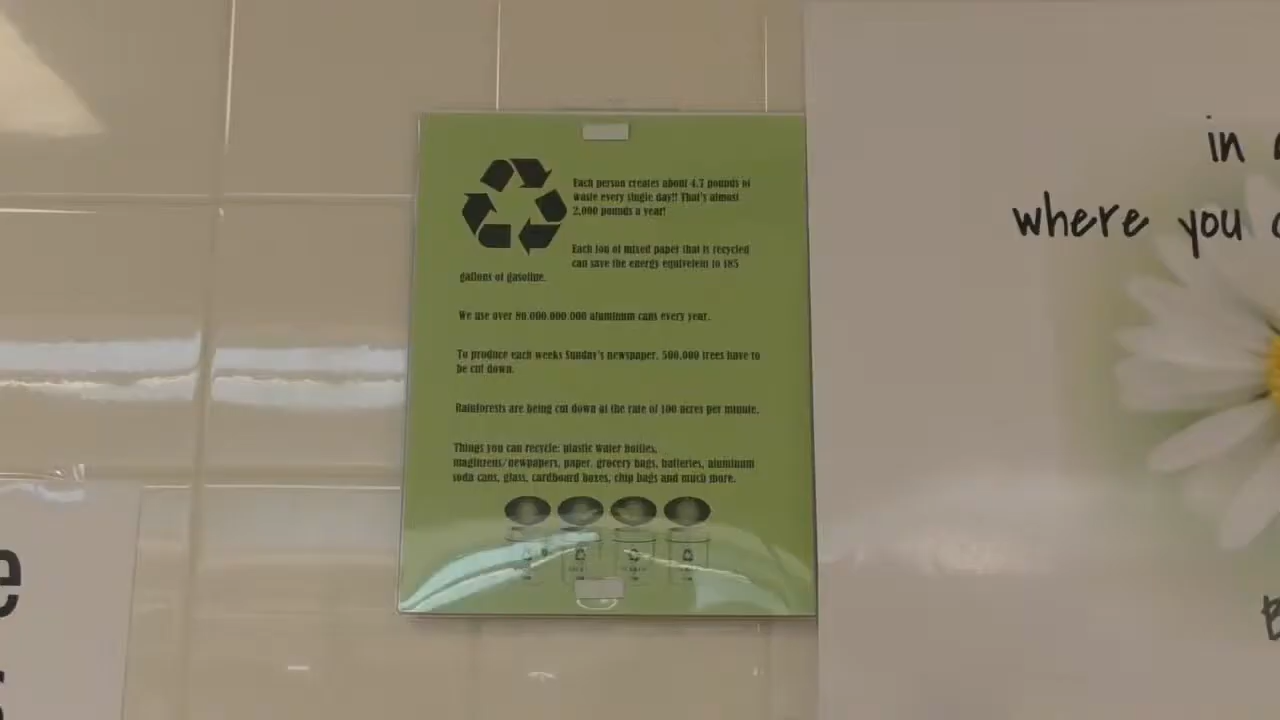 Each person creates about 4.7 pounds of
waste every single day!! That's almost
2,000 pounds a year!
Each ton of mixed paper that is recycled
can save the energy equivelent to 185
gallons of gasoline.
We use over 80,000,000,000 aluminum cans every year.
To produce each weeks Sunday's newspaper, 500,000 trees have to
be cut down.
Rainforests are being cut down at the rate of 100 acres per minute.
Things you can recycle: plastic water bottles,
/newpapers, paper, grocery bags, batteries, aluminum
soda cans, glass, cardboard boxes, chip bags and much more.
in
where you